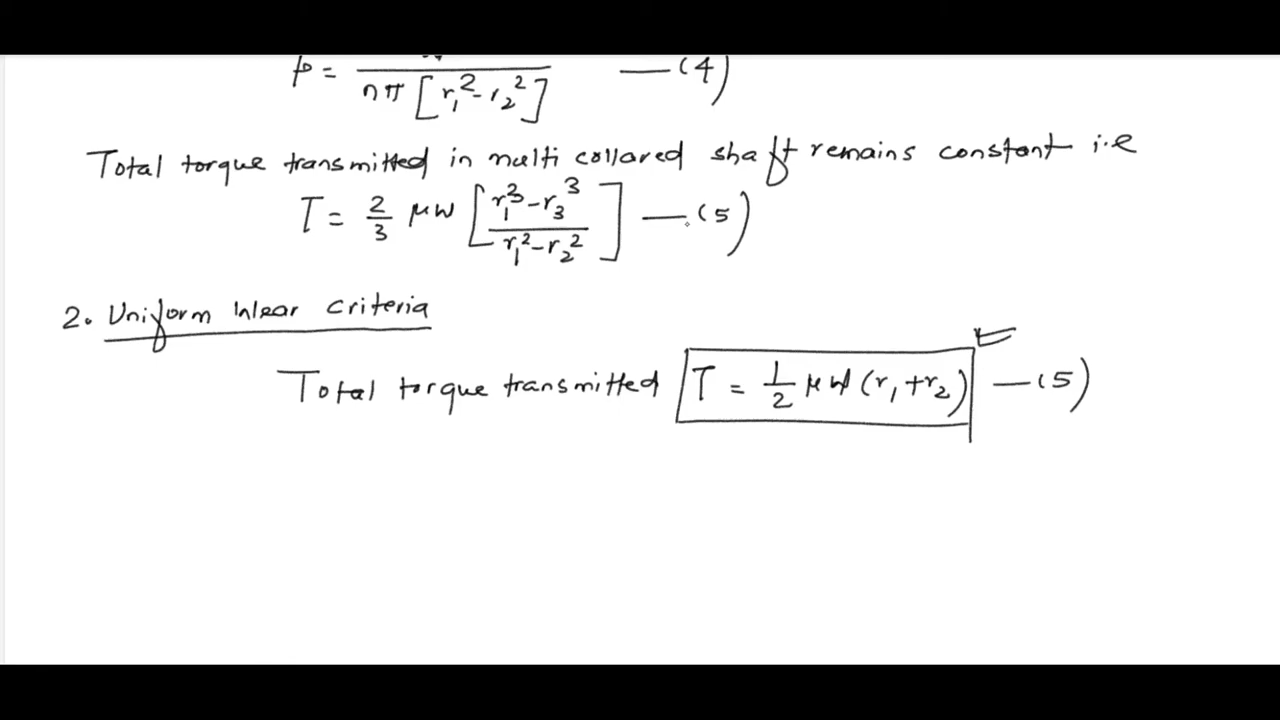 p = / nπ [r₁² - r₂²] —(4)
Total torque transmitted in multi collared shaft remains constant i.e
T = 2/3 μW [r₁³ - r₃³ / r₁² - r₂²] —(5)
2. Uniform Wear Criteria
Total torque transmitted T = 1/2 μW (r₁ + r₂) —(5)